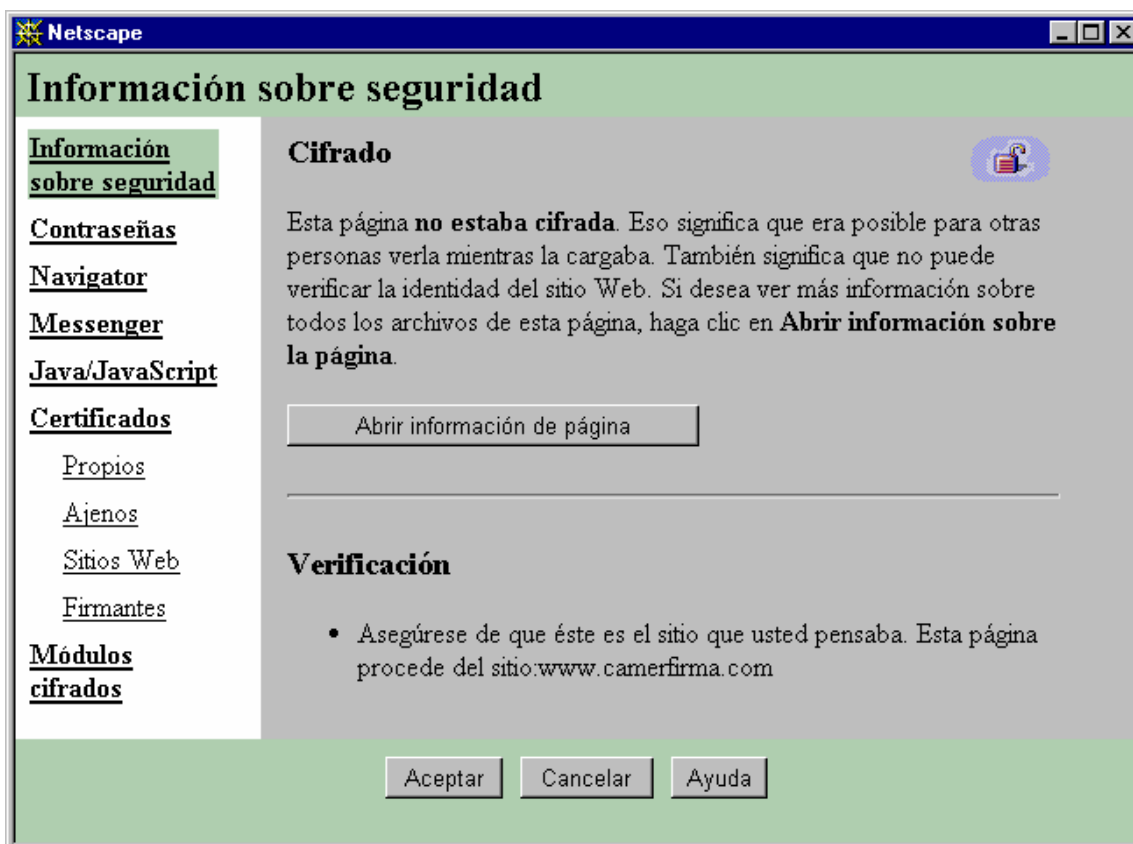 Netscape
Información sobre seguridad
Información
sobre seguridad
Contraseñas
Navigator
Messenger
Java/JavaScript
Certificados
Propios
Ajenos
Sitios Web
Firmantes
Módulos
cifrados
Cifrado
Esta página no estaba cifrada. Eso significa que era posible para otras
personas verla mientras la cargaba. También significa que no puede
verificar la identidad del sitio Web. Si desea ver más información sobre
todos los archivos de esta página, haga clic en Abrir información sobre
la página.
Abrir información de página
Verificación
• Asegúrese de que éste es el sitio que usted pensaba. Esta página
procede del sitio:www.camerfirma.com
Aceptar
Cancelar
Ayuda